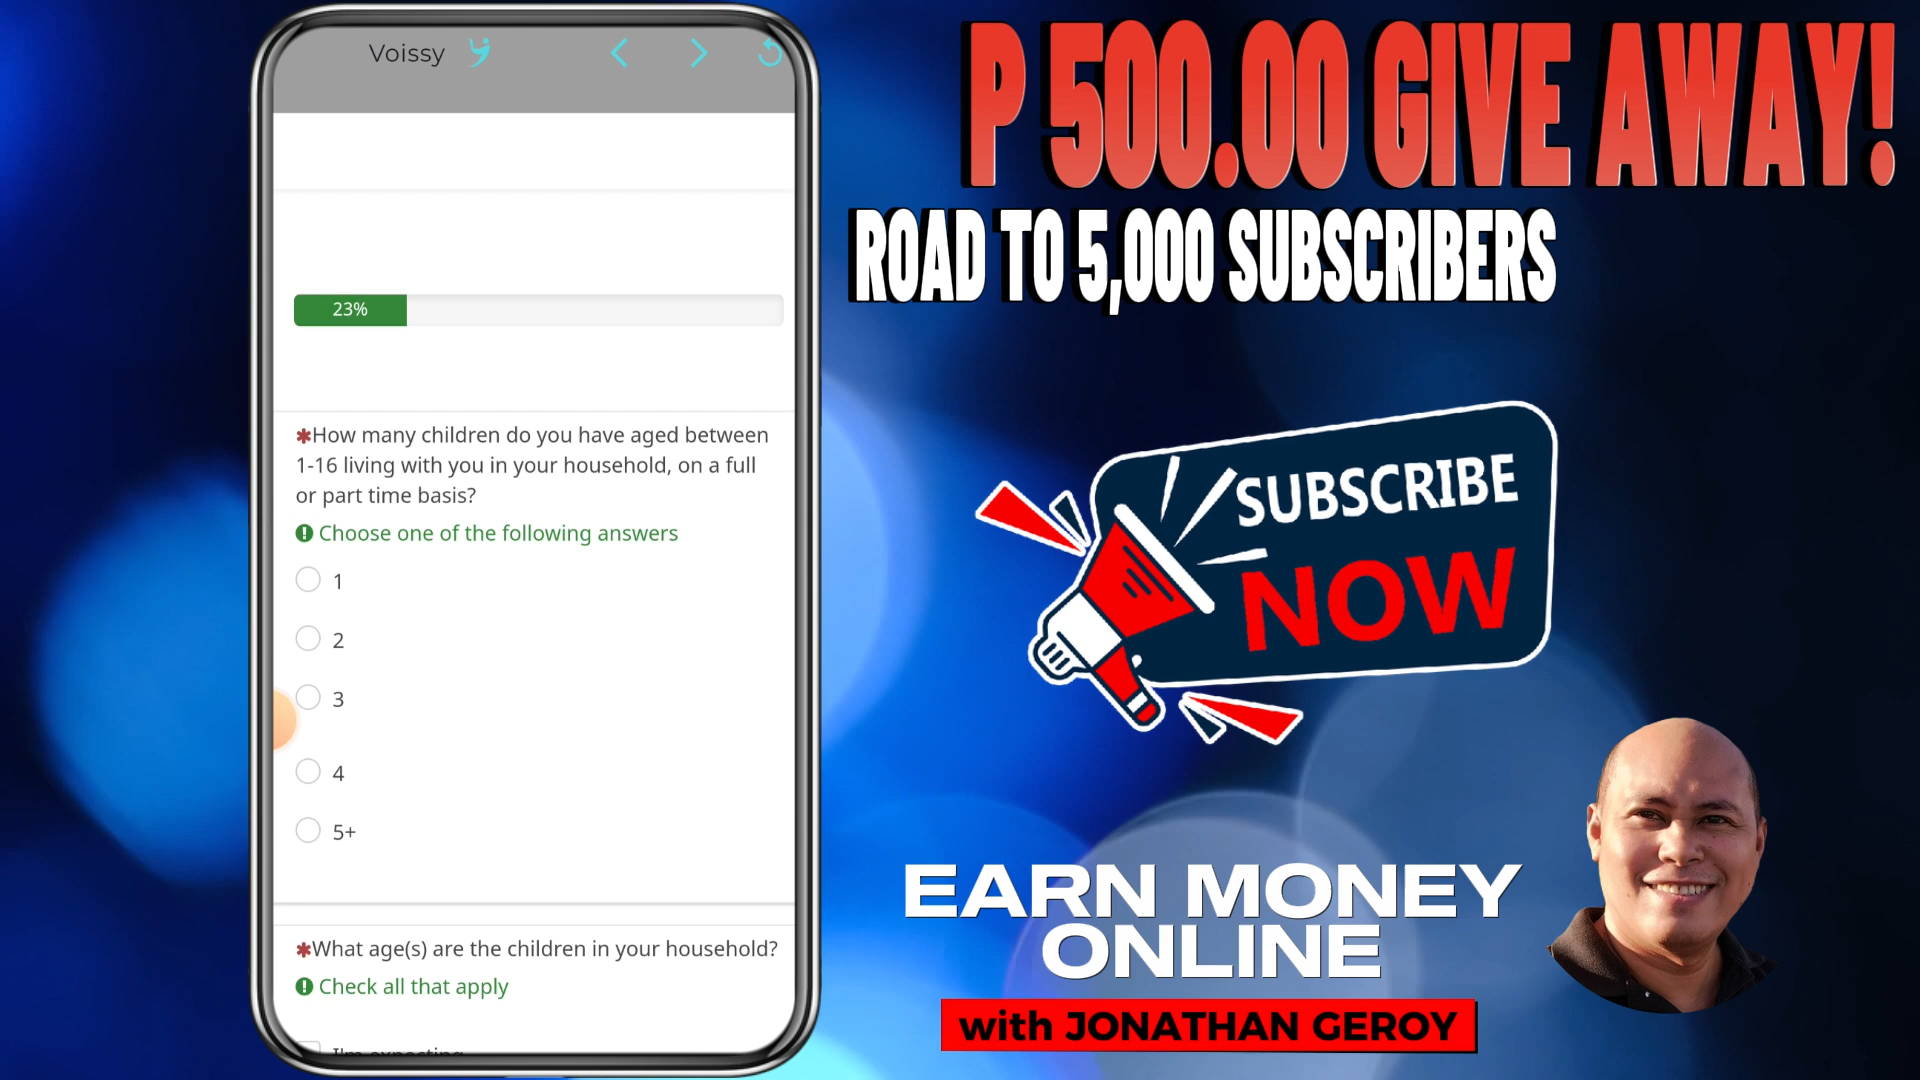 Voissy
23%
✱How many children do you have aged between
1-16 living with you in your household, on a full
or part time basis?
Choose one of the following answers
1
2
3
4
5+
✱What age(s) are the children in your household?
Check all that apply
I'm expecting
P 500.00 GIVE AWAY!
ROAD TO 5,000 SUBSCRIBERS
SUBSCRIBE
NOW
EARN MONEY
ONLINE
with JONATHAN GEROY